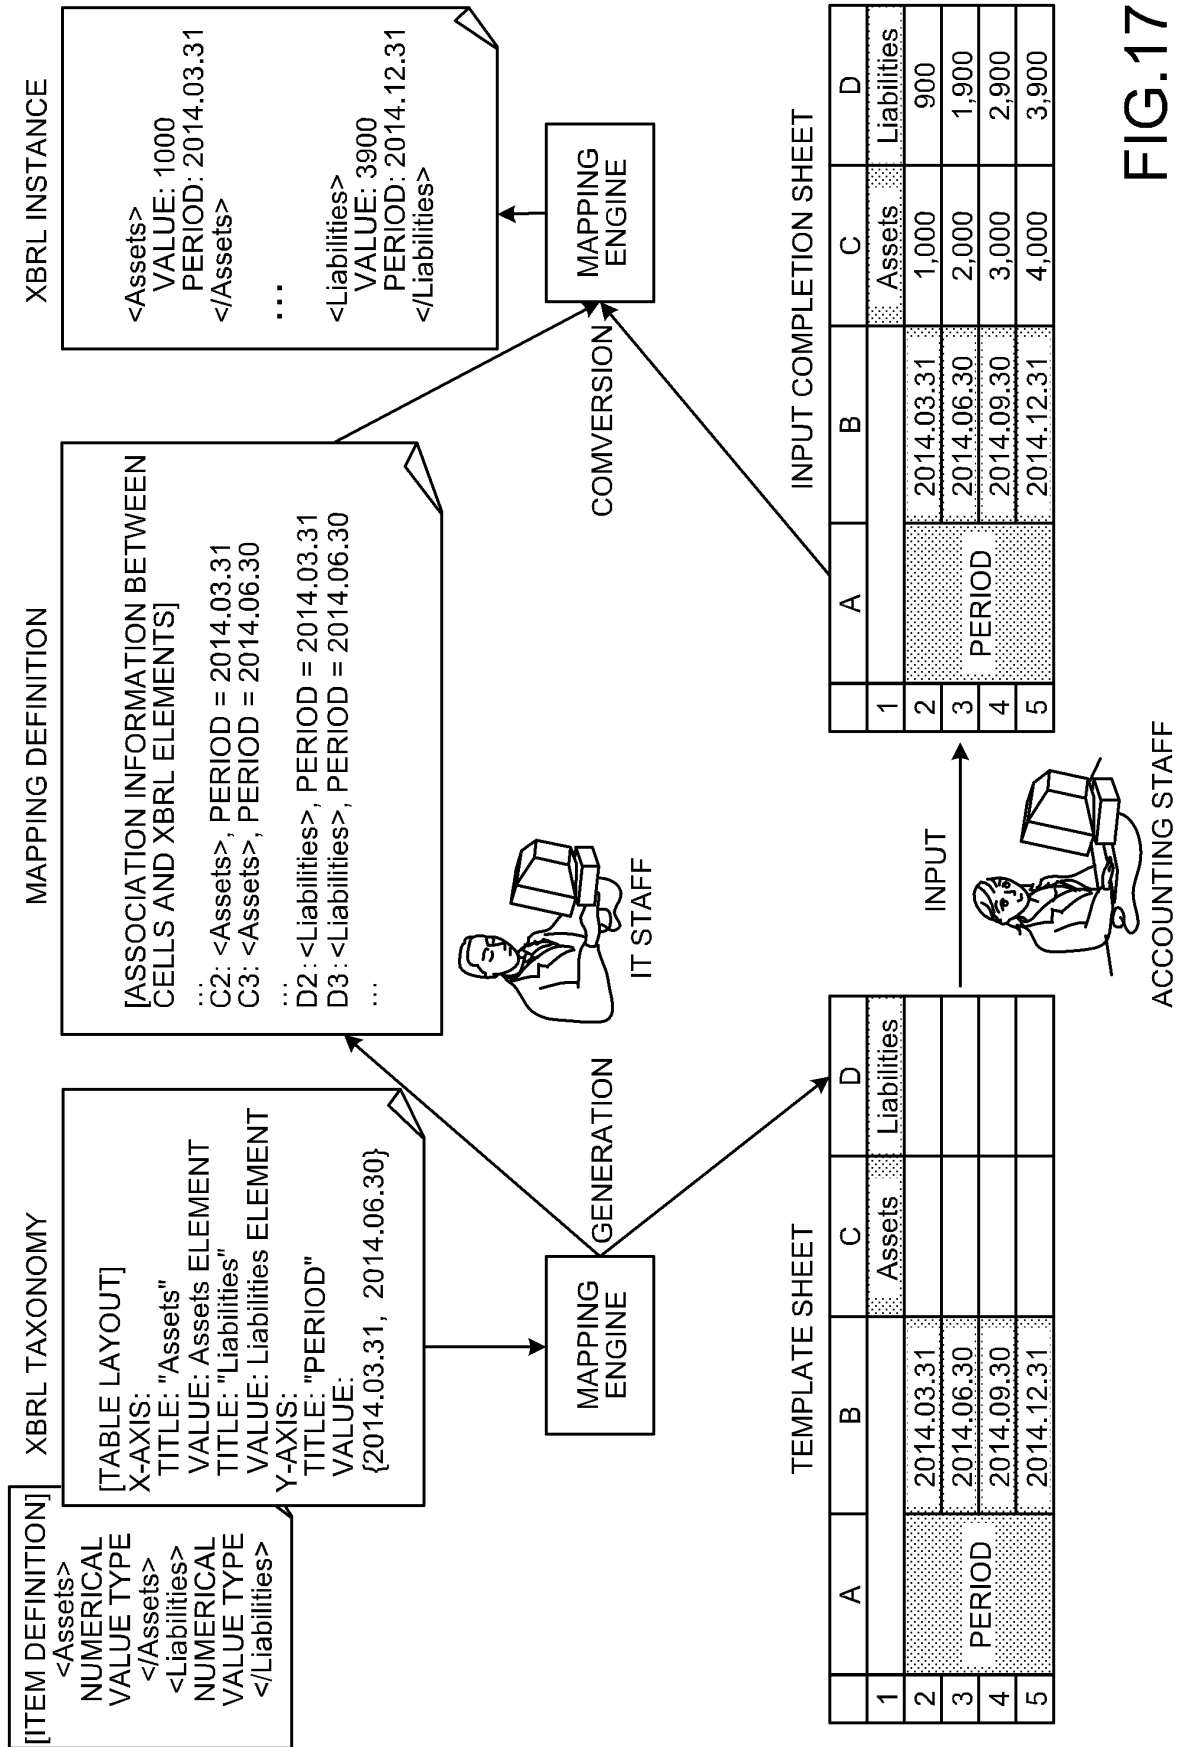 XBRL TAXONOMY
[ITEM DEFINITION]
<Assets>
NUMERICAL
VALUE TYPE
</Assets>
<Liabilities>
NUMERICAL
VALUE TYPE
</Liabilities>
[TABLE LAYOUT]
X-AXIS:
TITLE: "Assets"
VALUE: Assets ELEMENT
TITLE: "Liabilities"
VALUE: Liabilities ELEMENT
Y-AXIS:
TITLE: "PERIOD"
VALUE:
{2014.03.31, 2014.06.30}
MAPPING
ENGINE
GENERATION
MAPPING DEFINITION
[ASSOCIATION INFORMATION BETWEEN
CELLS AND XBRL ELEMENTS]
...
C2: <Assets>, PERIOD = 2014.03.31
C3: <Assets>, PERIOD = 2014.06.30
...
D2: <Liabilities>, PERIOD = 2014.03.31
D3: <Liabilities>, PERIOD = 2014.06.30
...
IT STAFF
XBRL INSTANCE
<Assets>
VALUE: 1000
PERIOD: 2014.03.31
</Assets>
...
<Liabilities>
VALUE: 3900
PERIOD: 2014.12.31
</Liabilities>
MAPPING
ENGINE
COMVERSION
TEMPLATE SHEET
A B C D
1 Assets Liabilities
2 2014.03.31
3 2014.06.30
4 2014.09.30
5 2014.12.31
PERIOD
INPUT
ACCOUNTING STAFF
INPUT COMPLETION SHEET
A B C D
1 Assets Liabilities
2 2014.03.31 1,000 900
3 2014.06.30 2,000 1,900
4 2014.09.30 3,000 2,900
5 2014.12.31 4,000 3,900
PERIOD
FIG.17